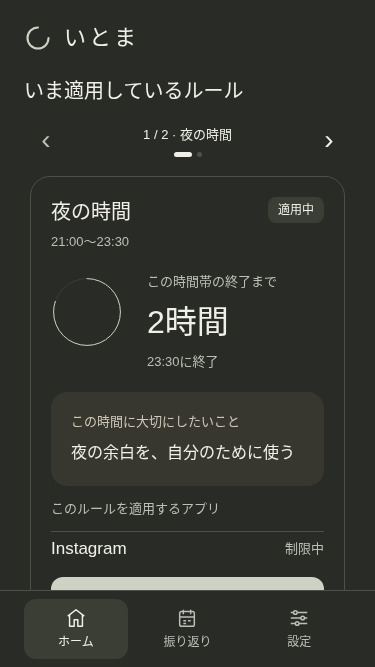 いとま
いま適用しているルール
‹ 1 / 2 · 夜の時間 ›
夜の時間 適用中
21:00〜23:30
この時間帯の終了まで
2時間
23:30に終了
この時間に大切にしたいこと
夜の余白を、自分のために使う
このルールを適用するアプリ
Instagram 制限中
ホーム 振り返り 設定